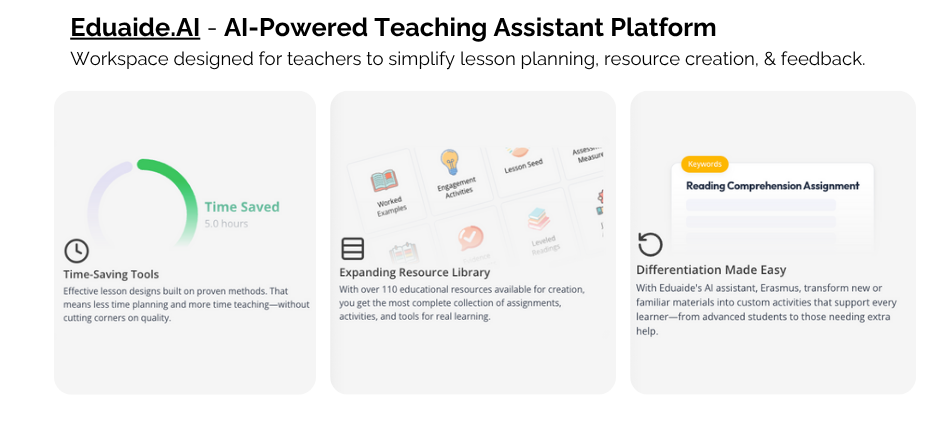 Eduaide.AI - AI-Powered Teaching Assistant Platform
Workspace designed for teachers to simplify lesson planning, resource creation, & feedback.
Time Saved
5.0 hours
Time-Saving Tools
Effective lesson designs built on proven methods. That
means less time planning and more time teaching—without
cutting corners on quality.
Worked
Examples
Engagement
Activities
Lesson Seed
Measure
Leveled
Readings
Expanding Resource Library
With over 110 educational resources available for creation,
you get the most complete collection of assignments,
activities, and tools for real learning.
Keywords
Reading Comprehension Assignment
Differentiation Made Easy
With Eduaide's AI assistant, Erasmus, transform new or
familiar materials into custom activities that support every
learner—from advanced students to those needing extra
help.